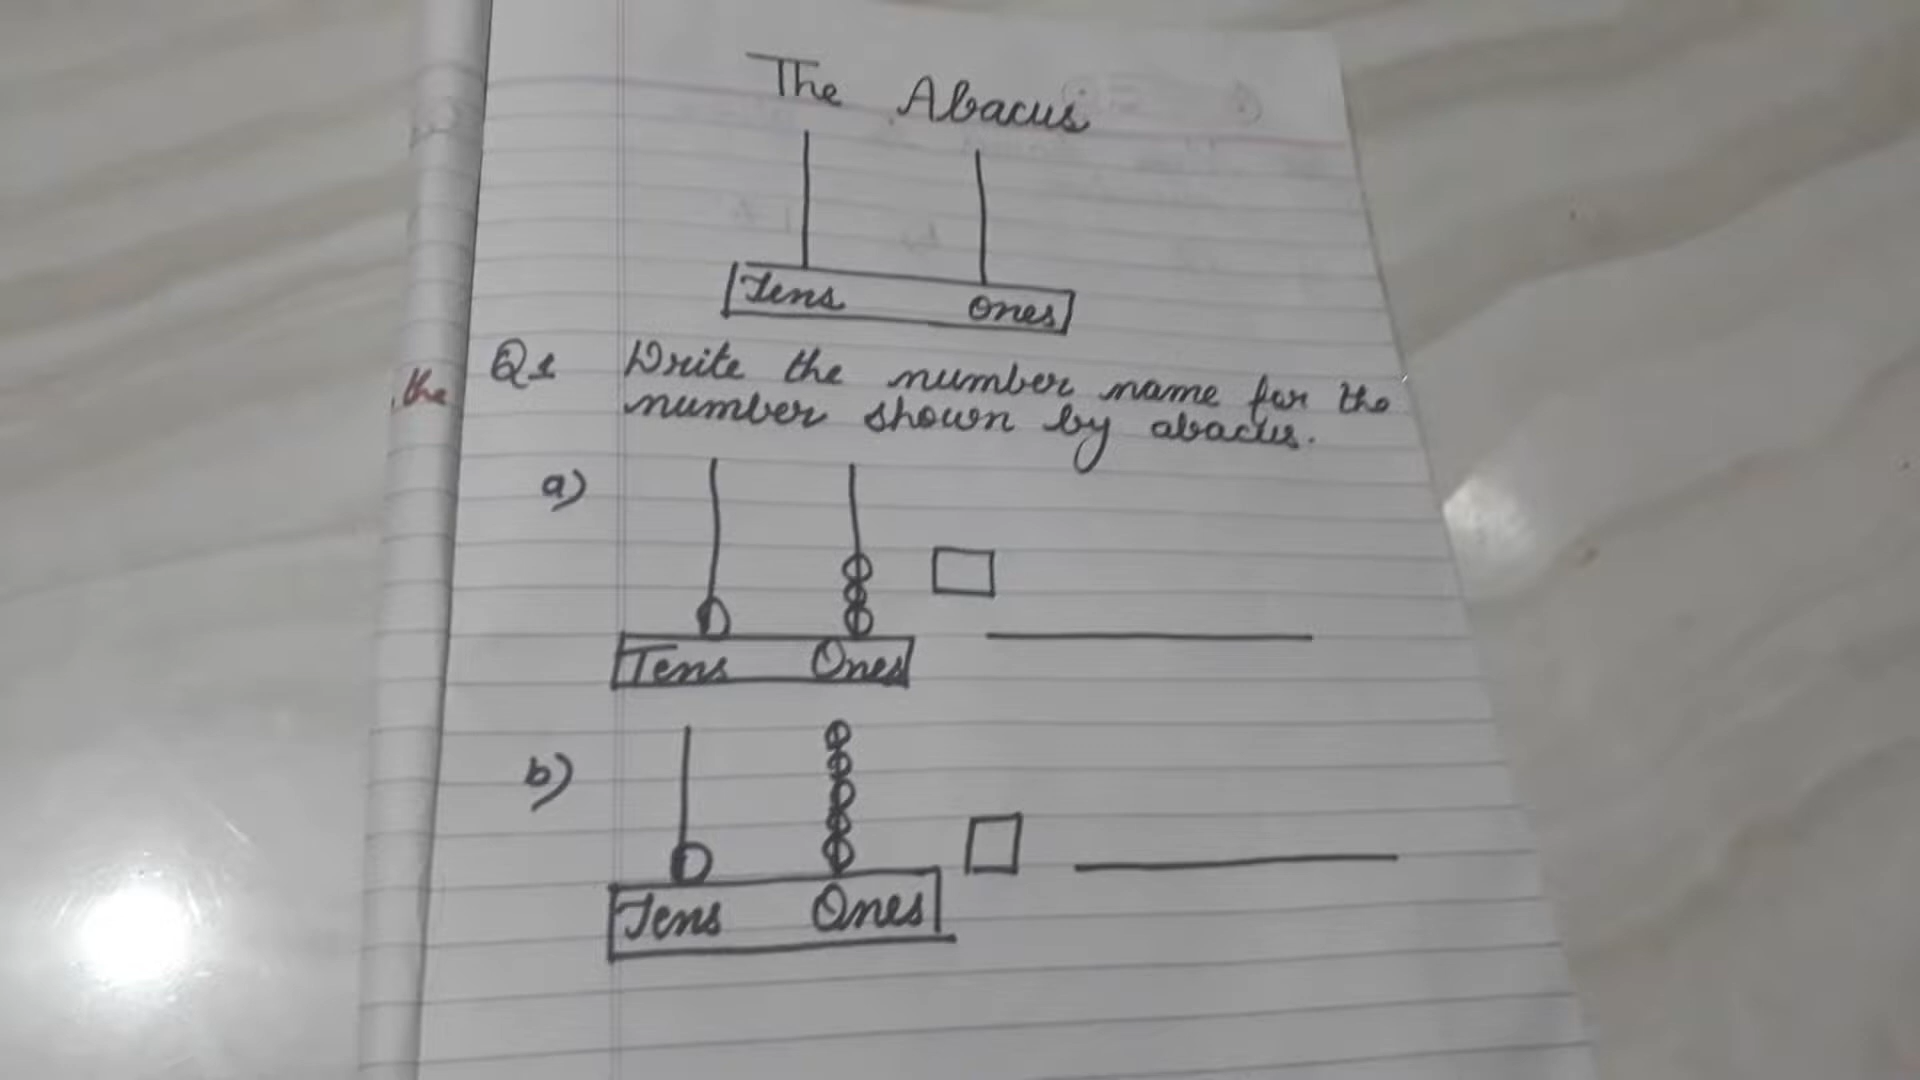 The Abacus
Tens Ones
the
Q1 Write the number name for the
number shown by abacus.
a)
Tens Ones
b)
Tens Ones